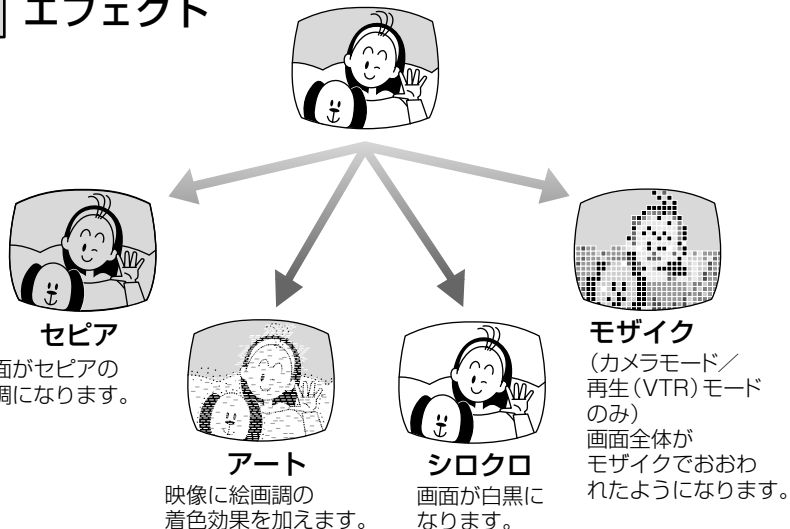 エフェクト
セピア
面がセピアの
調になります。
アート
映像に絵画調の
着色効果を加えます。
シロクロ
画面が白黒に
なります。
モザイク
(カメラモード/
再生(VTR)モード
のみ)
画面全体が
モザイクでおおわ
れたようになります。